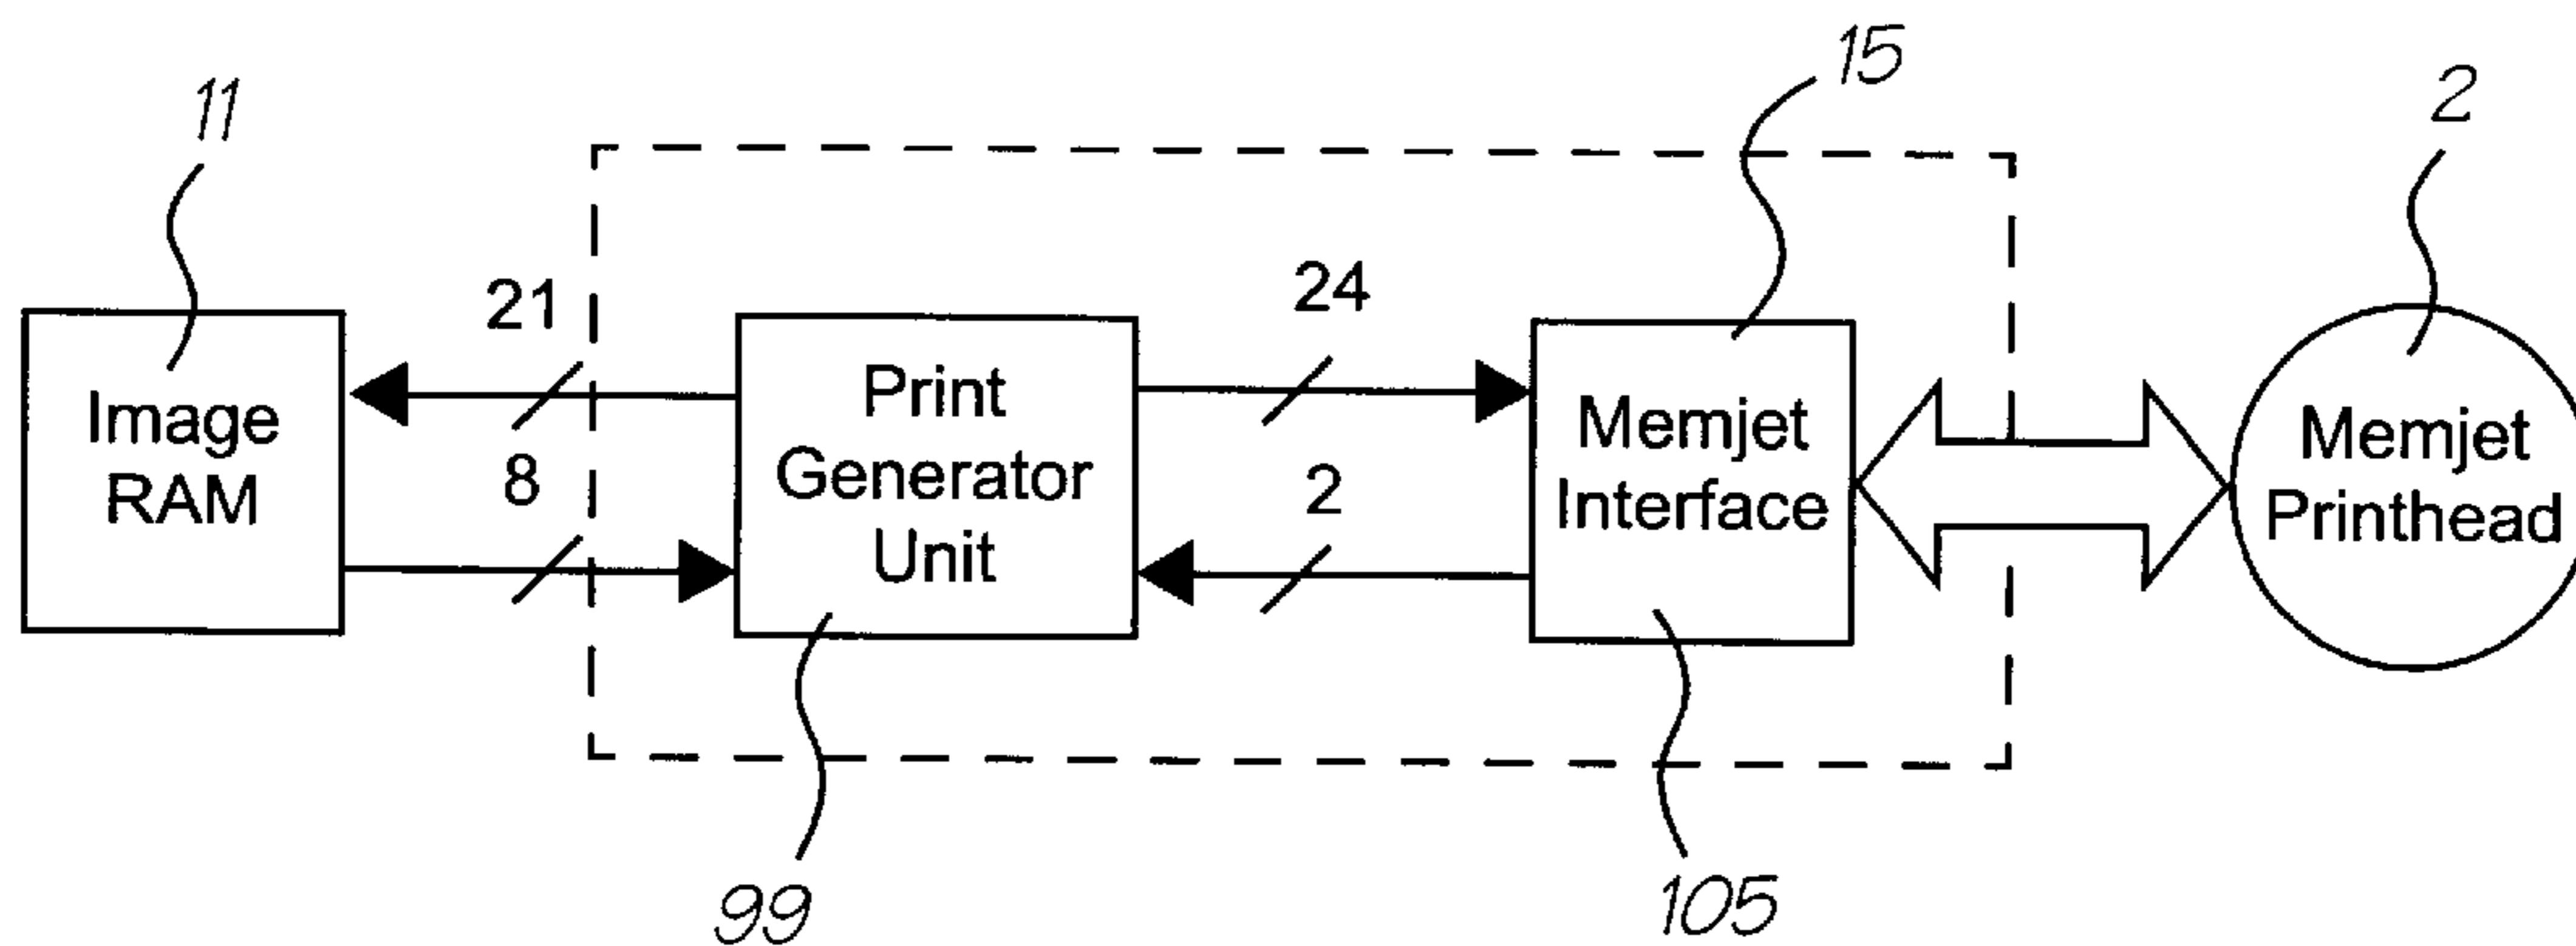 15
2
11
21
24
Image
RAM
8
Print
Generator
Unit
2
Memjet
Interface
Memjet
Printhead
99
105